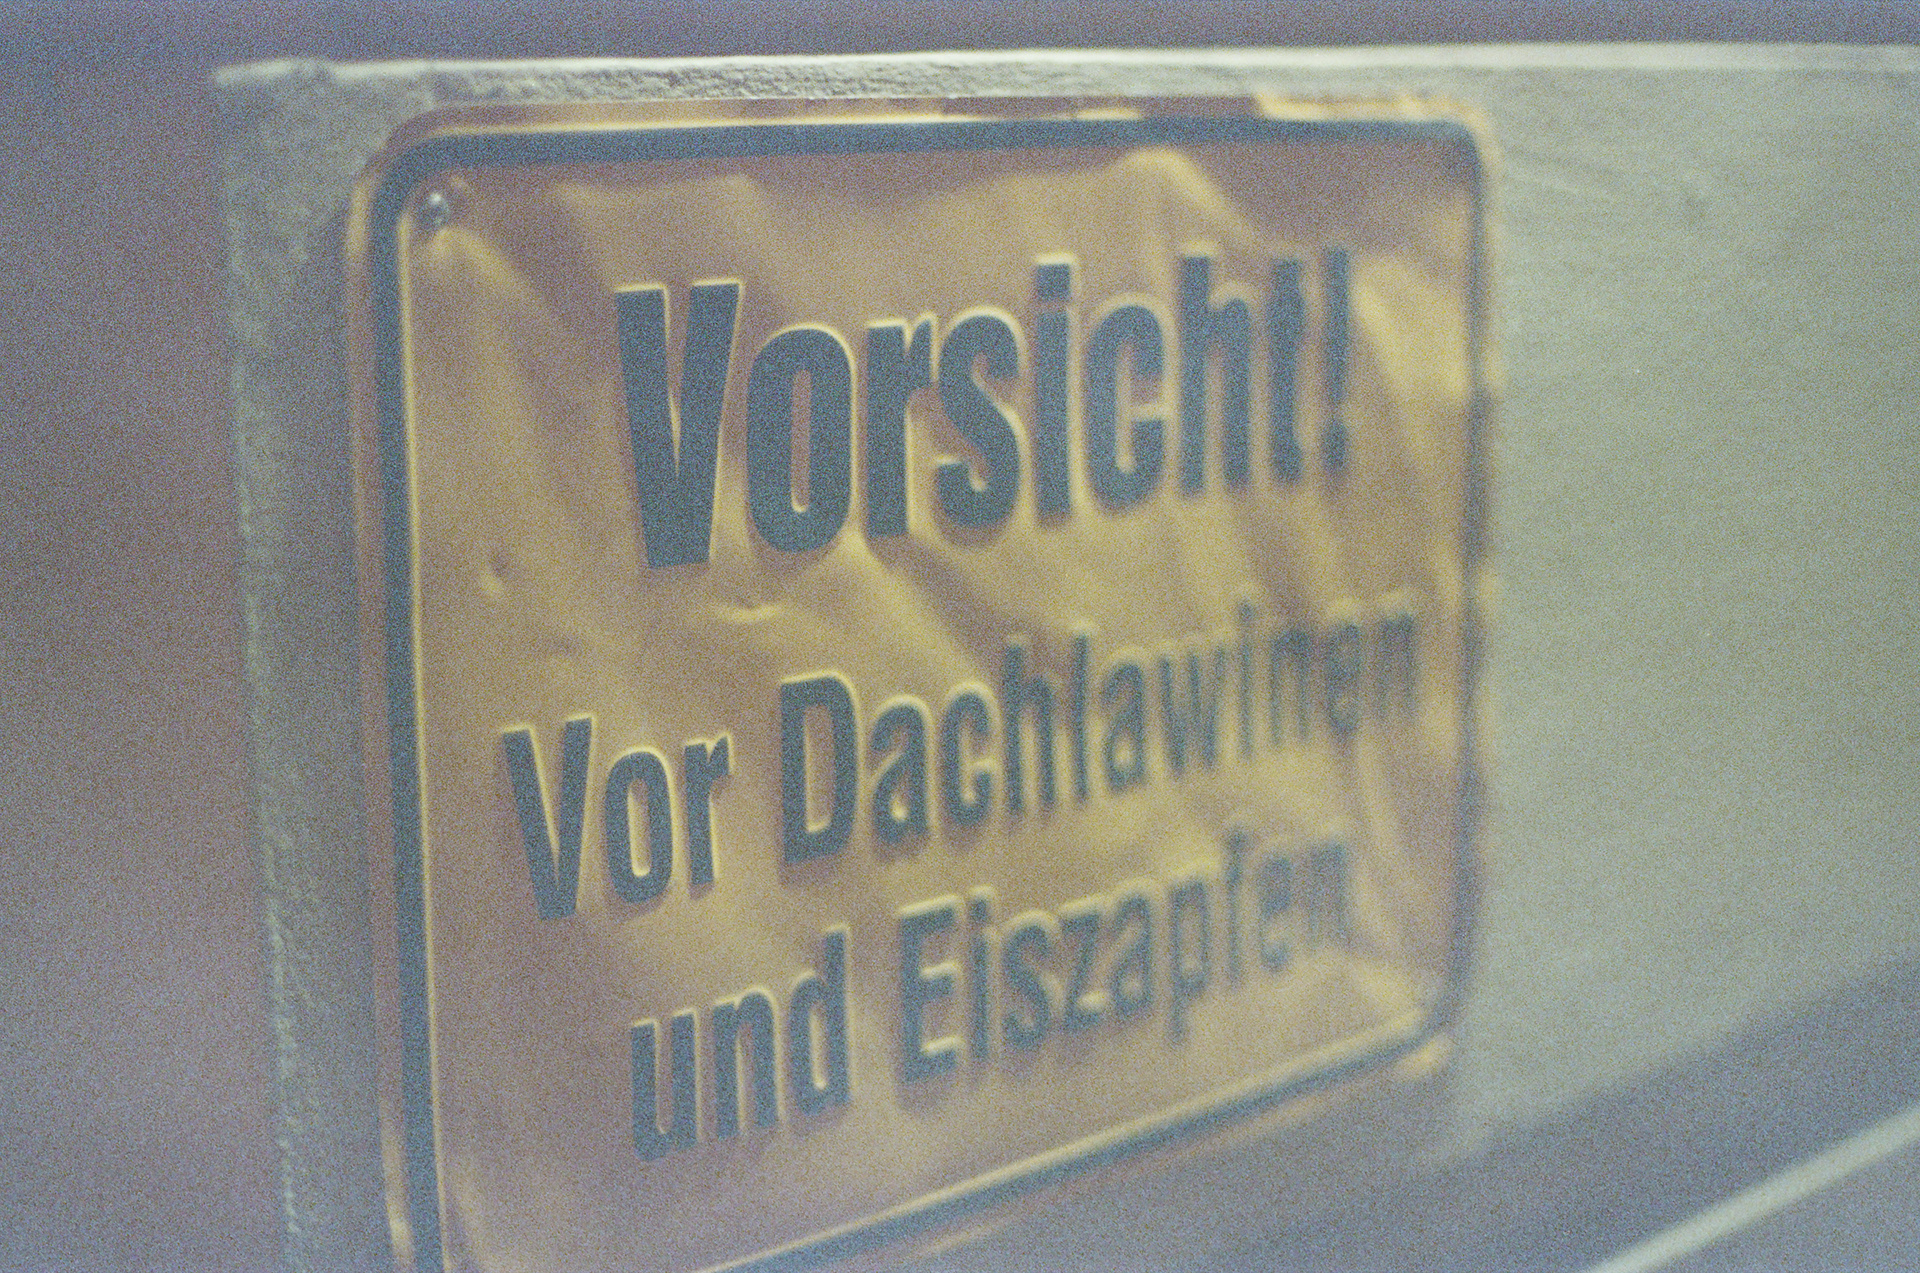 Vorsicht!
Vor Dachlawinen
und Eiszapfen